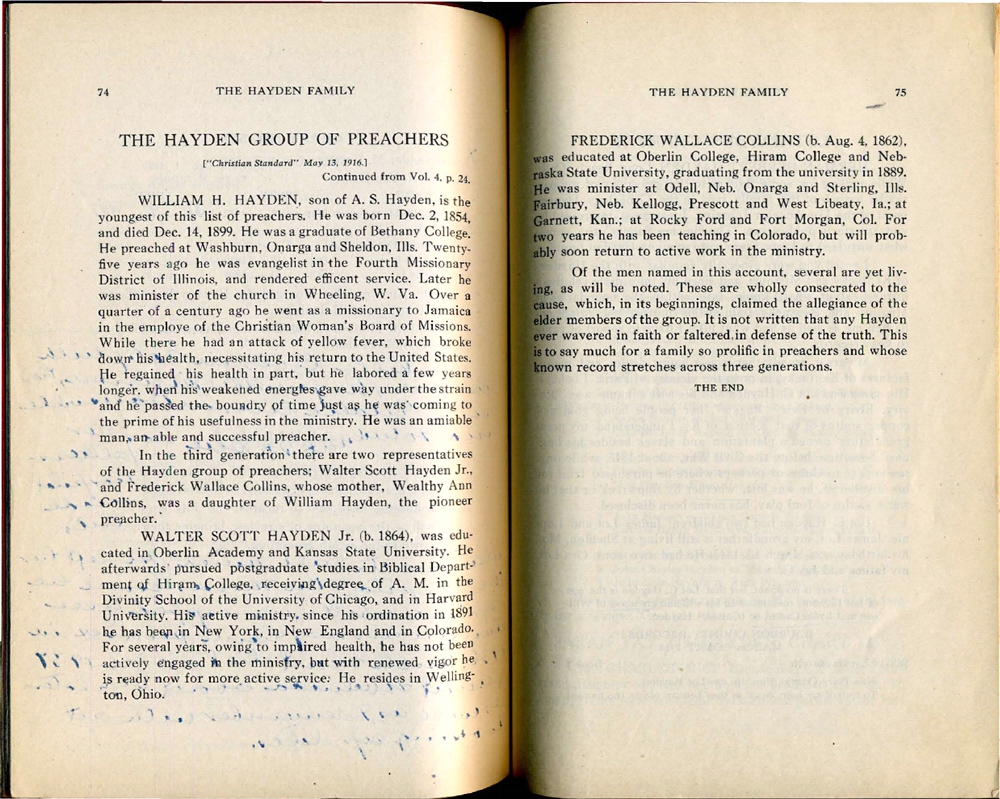 74
THE HAYDEN FAMILY
THE HAYDEN GROUP OF PREACHERS
["Christian Standard" May 13, 1916.]
Continued from Vol. 4, p. 24.
WILLIAM H. HAYDEN, son of A. S. Hayden, is the
youngest of this list of preachers. He was born Dec. 2, 1854,
and died Dec. 14, 1899. He was a graduate of Bethany College.
He preached at Washburn, Onarga and Sheldon, Ills. Twenty-
five years ago he was evangelist in the Fourth Missionary
District of Illinois, and rendered efficent service. Later he
was minister of the church in Wheeling, W. Va. Over a
quarter of a century ago he went as a missionary to Jamaica
in the employe of the Christian Woman's Board of Missions.
While there he had an attack of yellow fever, which broke
down his health, necessitating his return to the United States.
He regained his health in part, but he labored a few years
longer. when his weakened energies gave way under the strain
and he passed the boundry of time just as he was coming to
the prime of his usefulness in the ministry. He was an amiable
man, an able and successful preacher.
In the third generation there are two representatives
of the Hayden group of preachers; Walter Scott Hayden Jr.,
and Frederick Wallace Collins, whose mother, Wealthy Ann
Collins, was a daughter of William Hayden, the pioneer
preacher.
WALTER SCOTT HAYDEN Jr. (b. 1864), was edu-
cated in Oberlin Academy and Kansas State University. He
afterwards pursued postgraduate studies in Biblical Depart-
ment of Hiram College, receiving degree of A. M. in the
Divinity School of the University of Chicago, and in Harvard
University. His active ministry, since his ordination in 1891
he has been in New York, in New England and in Colorado.
For several years, owing to impaired health, he has not been
actively engaged in the ministry, but with renewed vigor he
is ready now for more active service. He resides in Welling-
ton, Ohio.
THE HAYDEN FAMILY
75
FREDERICK WALLACE COLLINS (b. Aug. 4, 1862),
was educated at Oberlin College, Hiram College and Neb-
raska State University, graduating from the university in 1889.
He was minister at Odell, Neb. Onarga and Sterling, Ills.
Fairbury, Neb. Kellogg, Prescott and West Libeaty, Ia.; at
Garnett, Kan.; at Rocky Ford and Fort Morgan, Col. For
two years he has been teaching in Colorado, but will prob-
ably soon return to active work in the ministry.
Of the men named in this account, several are yet liv-
ing, as will be noted. These are wholly consecrated to the
cause, which, in its beginnings, claimed the allegiance of the
elder members of the group. It is not written that any Hayden
ever wavered in faith or faltered in defense of the truth. This
is to say much for a family so prolific in preachers and whose
known record stretches across three generations.
THE END